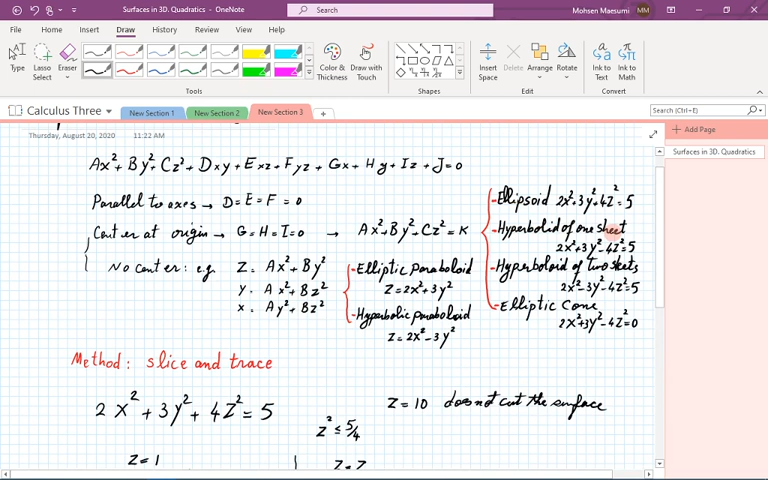 Surfaces in 3D. Quadratics - OneNote
Search
Mohsen Maesumi MM
File Home Insert Draw History Review View Help
Type
Lasso Select
Eraser
Color & Thickness
Draw with Touch
Insert Space
Delete
Arrange
Rotate
Ink to Text
Ink to Math
Tools
Shapes
Edit
Convert
Calculus Three
New Section 1
New Section 2
New Section 3
Search (Ctrl+E)
Add Page
Surfaces in 3D. Quadratics
Thursday, August 20, 2020 11:22 AM
Ax²+ By²+ Cz² + Dxy + Exz + Fyz + Gx + Hy + Iz + J = 0
Parallel to axes → D = E = F = 0
Center at origin → G = H = I = 0 → Ax²+By²+Cz² = K
No center: e.g. Z = Ax²+By²
y = Ax²+Bz²
x = Ay²+Bz²
- Elliptic paraboloid
Z = 2x²+3y²
- Hyperbolic paraboloid
Z = 2x²-3y²
- Ellipsoid 2x²+3y²+4z²=5
- Hyperboloid of one sheet
2x²+3y²-4z²=5
- Hyperboloid of two sheets
2x²-3y²-4z²=5
- Elliptic Cone
2x²+3y²-4z²=0
Method: slice and trace
2x²+3y²+4z²=5
z² ≤ 5/4
Z = 10 does not cut the surface
Z = 1